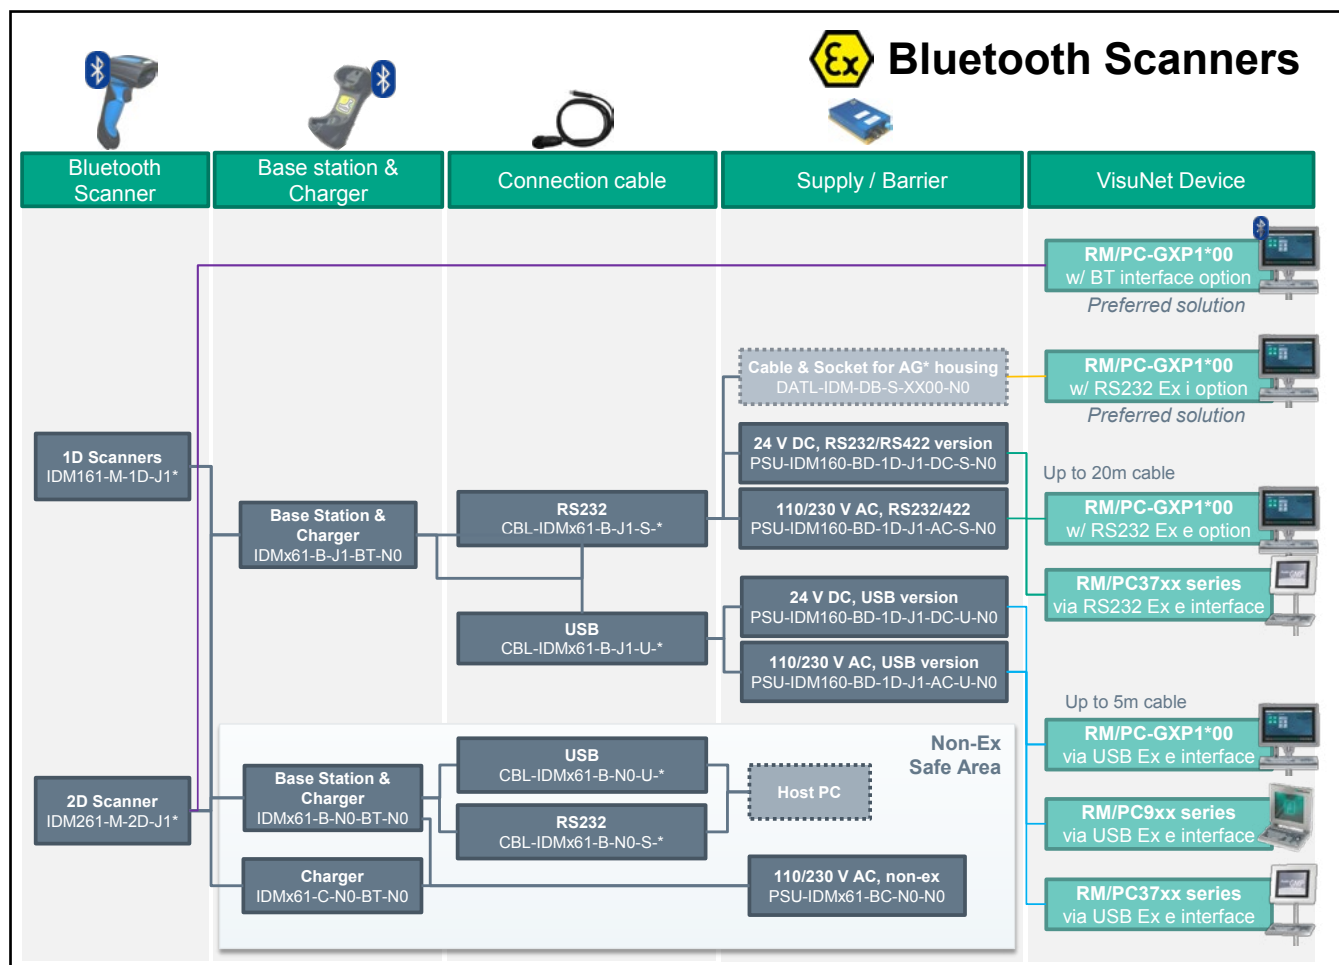 Ex
Bluetooth Scanners
Bluetooth
Scanner
Base station &
Charger
Connection cable
Supply / Barrier
VisuNet Device
RM/PC-GXP1*00
w/ BT interface option
Preferred solution
Cable & Socket for AG* housing
DATL-IDM-DB-S-XX00-N0
RM/PC-GXP1*00
w/ RS232 Ex i option
Preferred solution
1D Scanners
IDM161-M-1D-J1*
24 V DC, RS232/RS422 version
PSU-IDM160-BD-1D-J1-DC-S-N0
Up to 20m cable
Base Station &
Charger
IDMx61-B-J1-BT-N0
RS232
CBL-IDMx61-B-J1-S-*
110/230 V AC, RS232/422
PSU-IDM160-BD-1D-J1-AC-S-N0
RM/PC-GXP1*00
w/ RS232 Ex e option
RM/PC37xx series
via RS232 Ex e interface
USB
CBL-IDMx61-B-J1-U-*
24 V DC, USB version
PSU-IDM160-BD-1D-J1-DC-U-N0
110/230 V AC, USB version
PSU-IDM160-BD-1D-J1-AC-U-N0
Up to 5m cable
RM/PC-GXP1*00
via USB Ex e interface
Non-Ex
Safe Area
2D Scanner
IDM261-M-2D-J1*
Base Station &
Charger
IDMx61-B-N0-BT-N0
USB
CBL-IDMx61-B-N0-U-*
RS232
CBL-IDMx61-B-N0-S-*
Host PC
RM/PC9xx series
via USB Ex e interface
Charger
IDMx61-C-N0-BT-N0
110/230 V AC, non-ex
PSU-IDMx61-BC-N0-N0
RM/PC37xx series
via USB Ex e interface